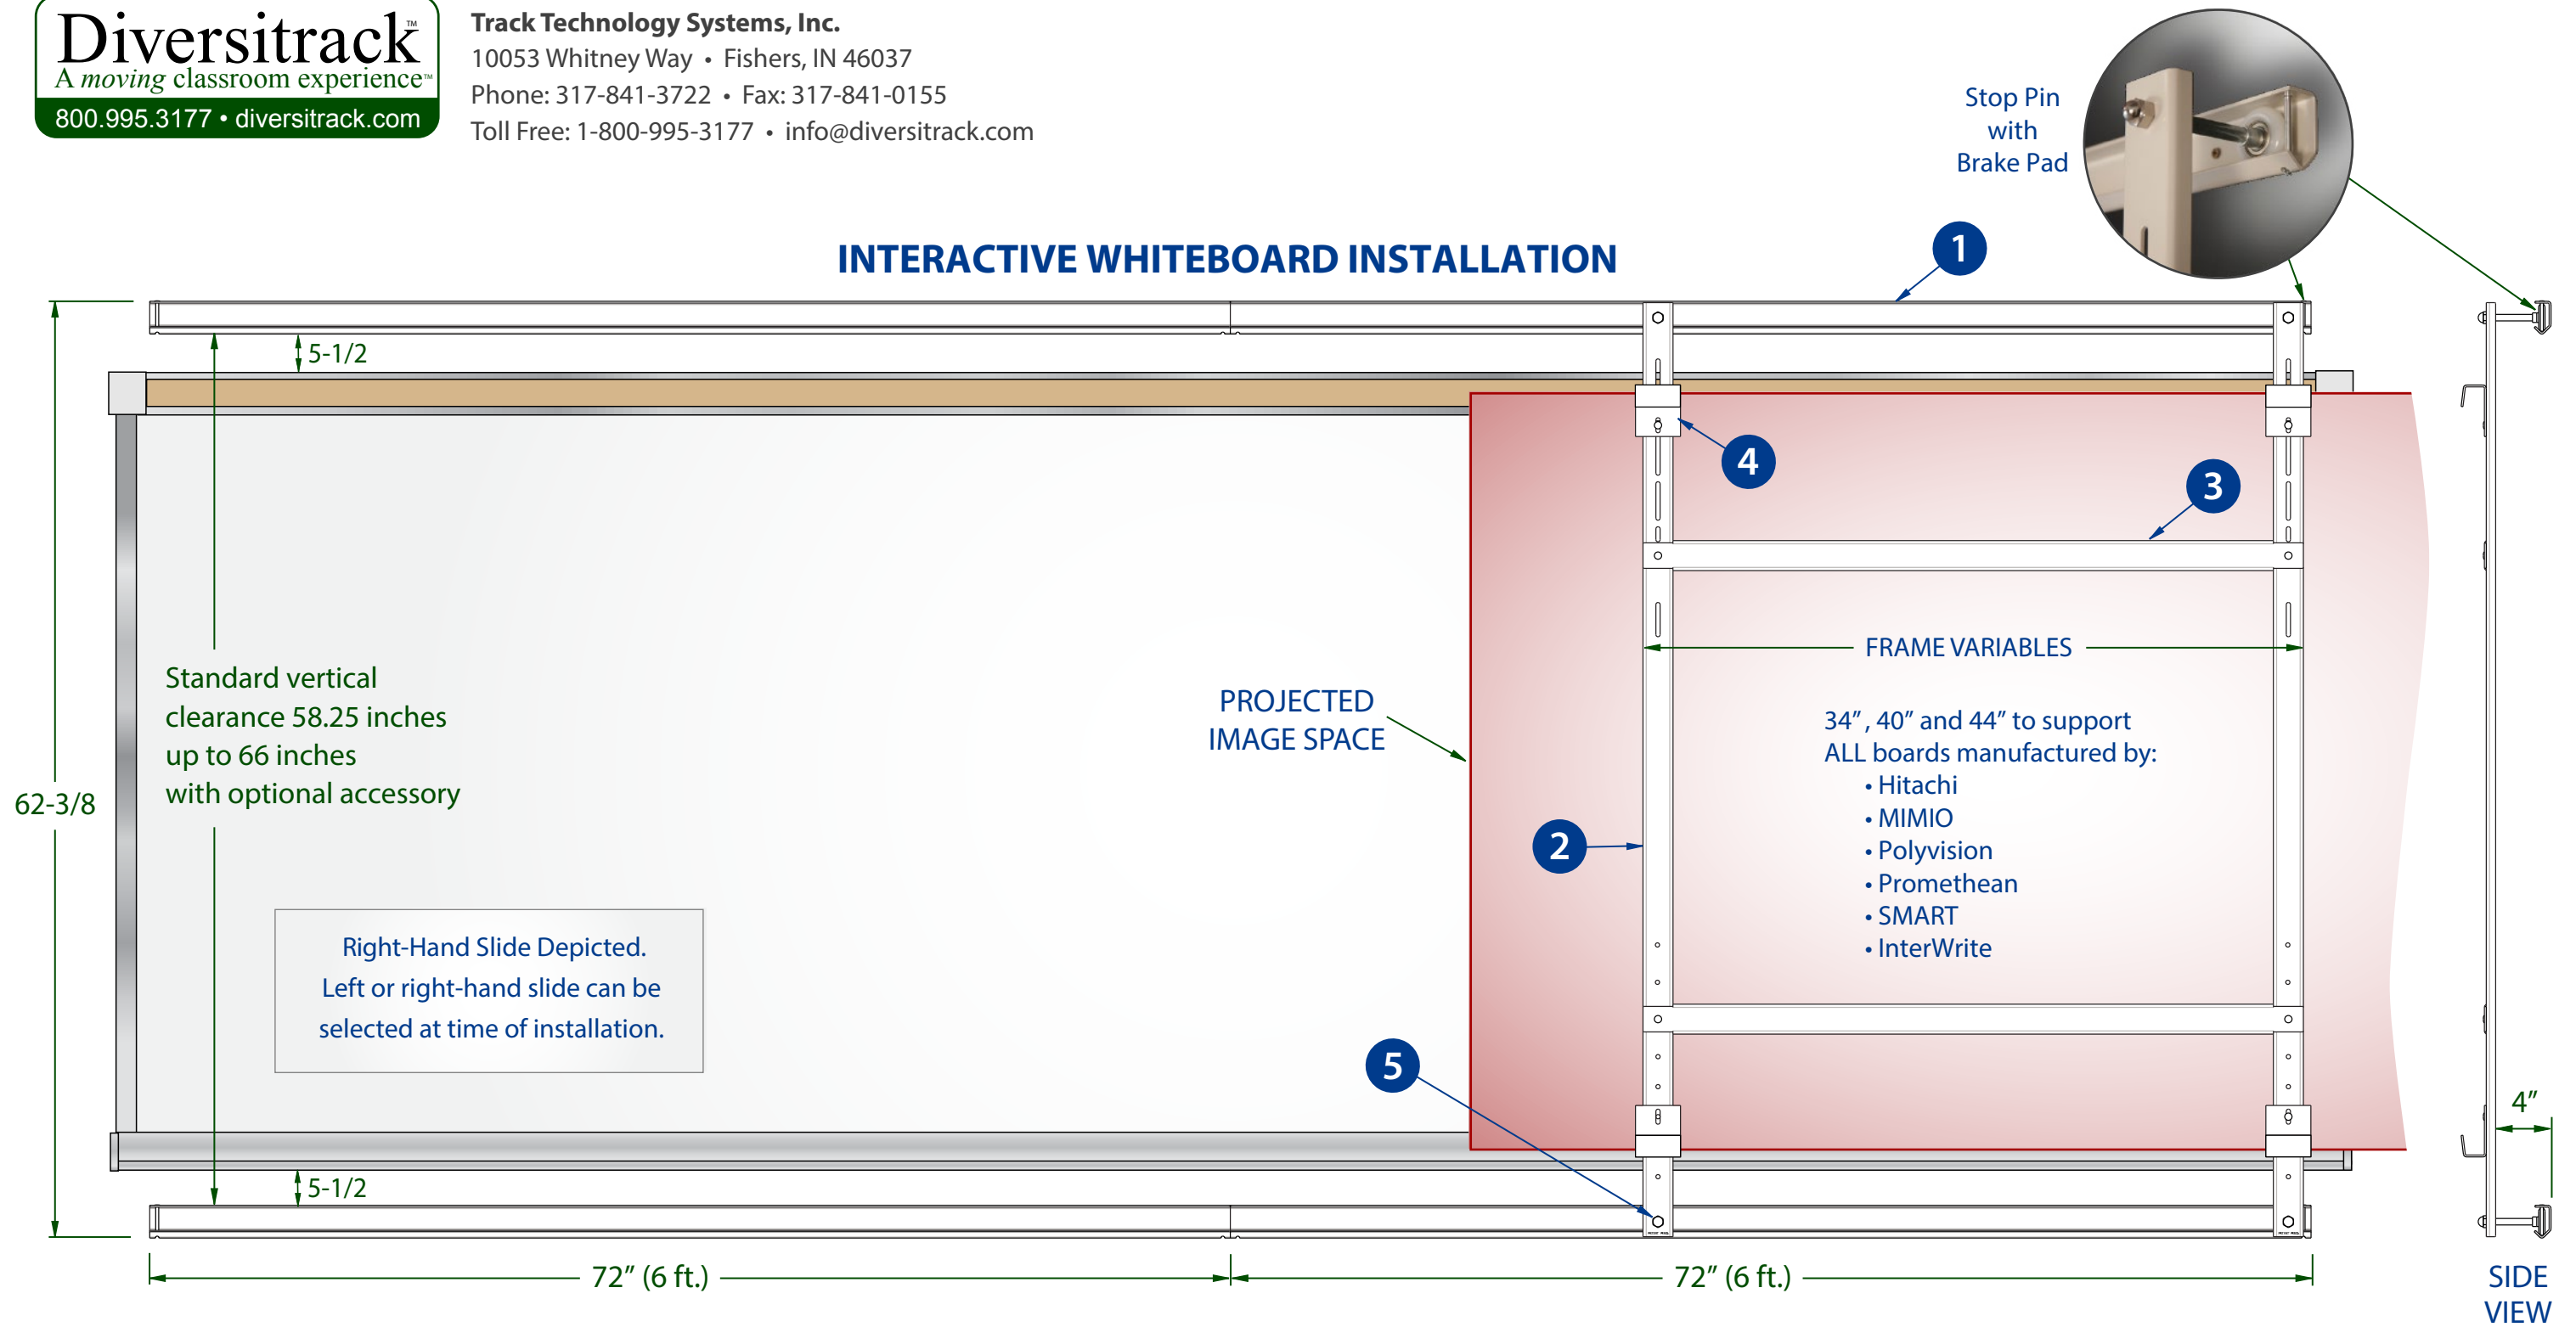 Diversitrack™
A moving classroom experience™
800.995.3177 • diversitrack.com
Track Technology Systems, Inc.
10053 Whitney Way • Fishers, IN 46037
Phone: 317-841-3722 • Fax: 317-841-0155
Toll Free: 1-800-995-3177 • info@diversitrack.com
Stop Pin
with
Brake Pad
INTERACTIVE WHITEBOARD INSTALLATION
1
5-1/2
4
3
Standard vertical
clearance 58.25 inches
up to 66 inches
with optional accessory
62-3/8
PROJECTED
IMAGE SPACE
FRAME VARIABLES
34”, 40” and 44” to support
ALL boards manufactured by:
• Hitachi
• MIMIO
• Polyvision
• Promethean
• SMART
• InterWrite
2
Right-Hand Slide Depicted.
Left or right-hand slide can be
selected at time of installation.
5
4”
5-1/2
72” (6 ft.)
72” (6 ft.)
SIDE
VIEW